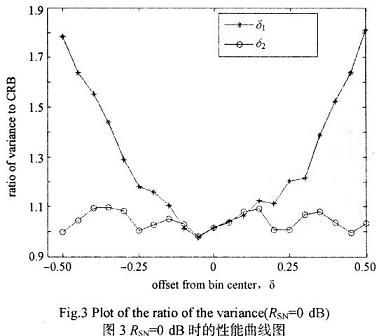 1.9
δ₁
δ₂
1.7
1.5
1.3
1.1
0.9
ratio of variance to CRB
-0.50
-0.25
0
0.25
0.50
offset from bin center, δ
Fig.3 Plot of the ratio of the variance(R_SN=0 dB)
图 3 R_SN=0 dB 时的性能曲线图